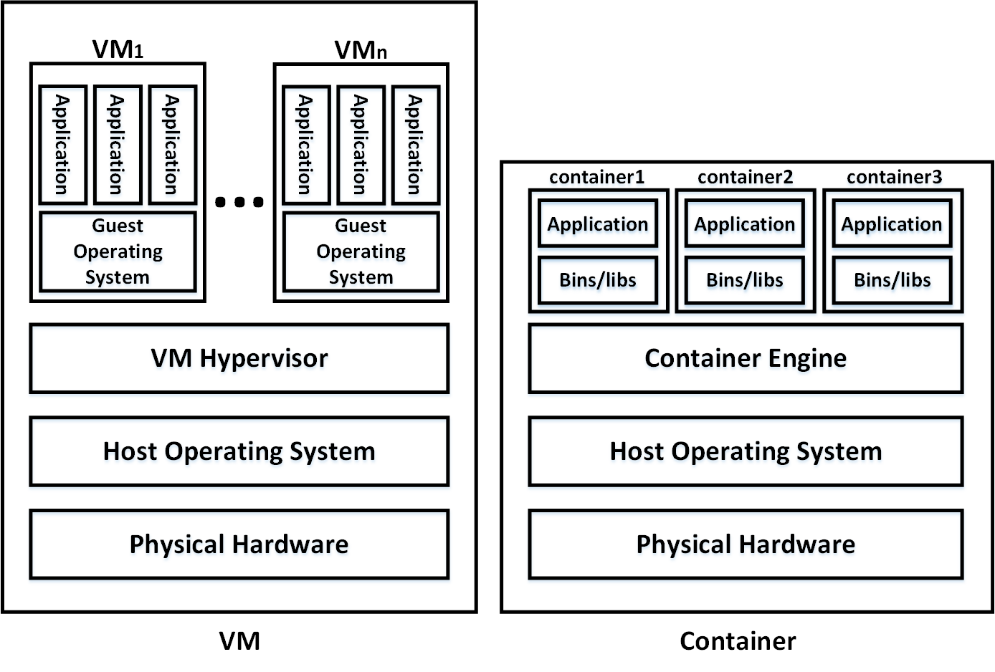 VM1
Application
Application
Application
Guest
Operating
System
...
VMn
Application
Application
Application
Guest
Operating
System
VM Hypervisor
Host Operating System
Physical Hardware
VM
container1
Application
Bins/libs
container2
Application
Bins/libs
container3
Application
Bins/libs
Container Engine
Host Operating System
Physical Hardware
Container